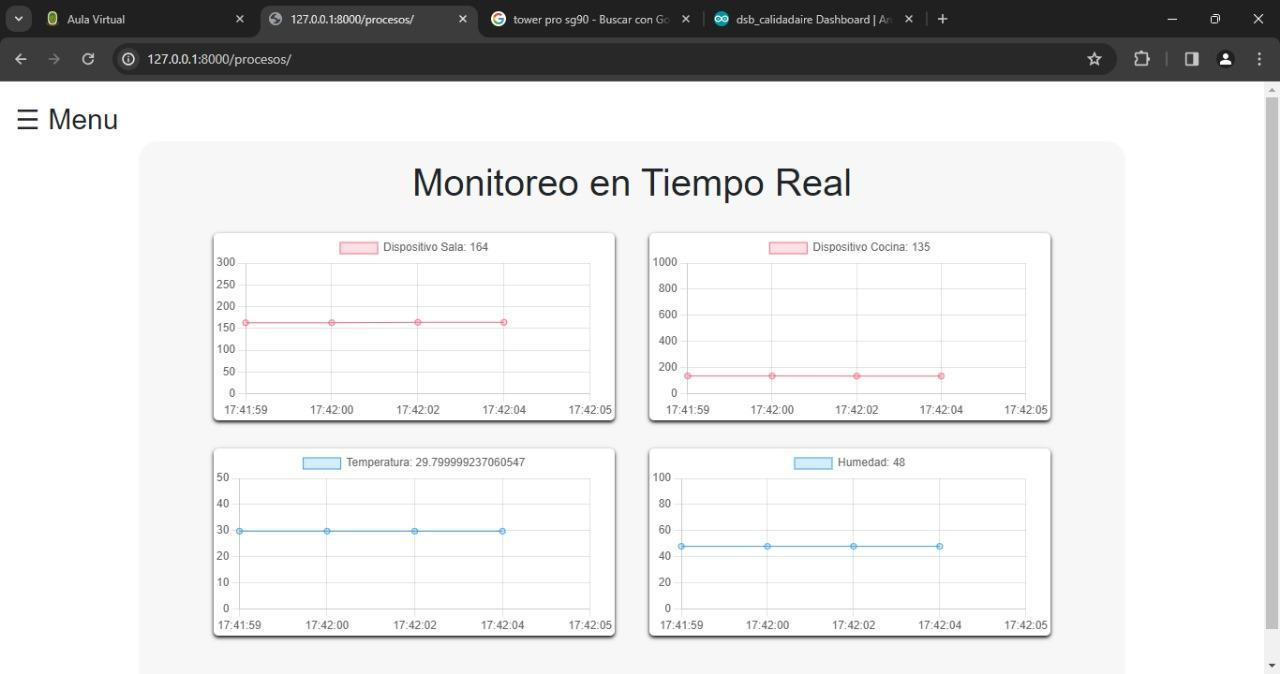 Aula Virtual
127.0.0.1:8000/procesos/
tower pro sg90 - Buscar con Go
dsb_calidadaire Dashboard | Ar
127.0.0.1:8000/procesos/
☰ Menu
Monitoreo en Tiempo Real
Dispositivo Sala: 164
300
250
200
150
100
50
0
17:41:59 17:42:00 17:42:02 17:42:04 17:42:05
Dispositivo Cocina: 135
1000
800
600
400
200
0
17:41:59 17:42:00 17:42:02 17:42:04 17:42:05
Temperatura: 29.799999237060547
50
40
30
20
10
0
17:41:59 17:42:00 17:42:02 17:42:04 17:42:05
Humedad: 48
100
80
60
40
20
0
17:41:59 17:42:00 17:42:02 17:42:04 17:42:05